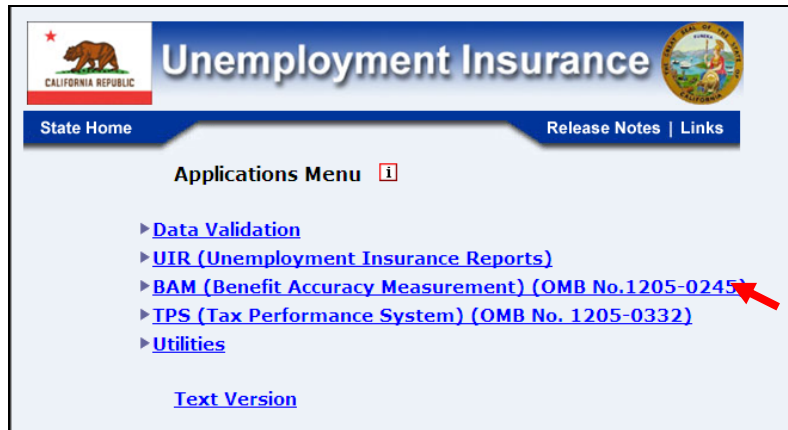 CALIFORNIA REPUBLIC
Unemployment Insurance
EUREKA
State Home
Release Notes | Links
Applications Menu i
Data Validation
UIR (Unemployment Insurance Reports)
BAM (Benefit Accuracy Measurement) (OMB No.1205-0245)
TPS (Tax Performance System) (OMB No. 1205-0332)
Utilities
Text Version